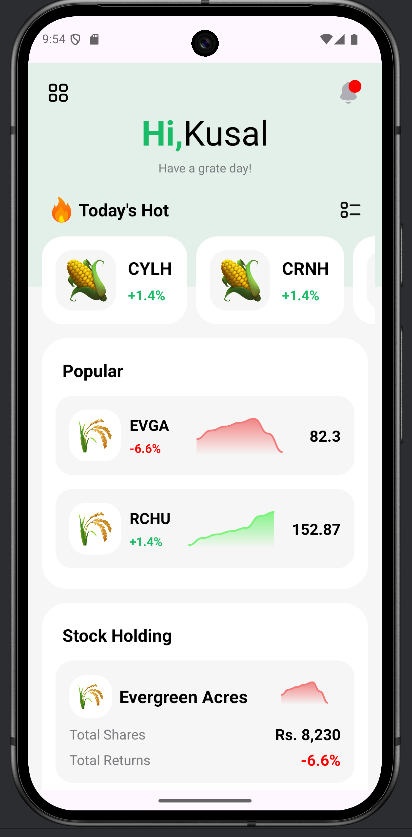 9:54
Hi,Kusal
Have a grate day!
Today's Hot
CYLH
+1.4%
CRNH
+1.4%
Popular
EVGA
-6.6%
82.3
RCHU
+1.4%
152.87
Stock Holding
Evergreen Acres
Total Shares Rs. 8,230
Total Returns -6.6%